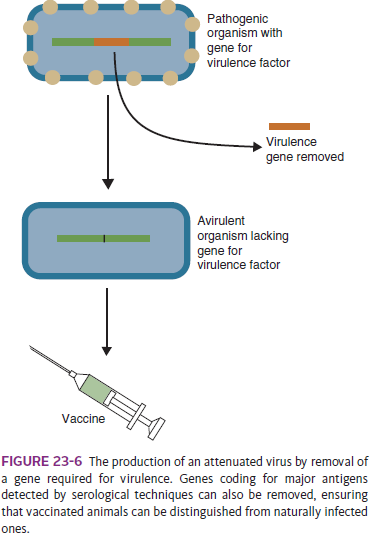 Pathogenic
organism with
gene for
virulence factor
Virulence
gene removed
Avirulent
organism lacking
gene for
virulence factor
Vaccine
FIGURE 23-6 The production of an attenuated virus by removal of
a gene required for virulence. Genes coding for major antigens
detected by serological techniques can also be removed, ensuring
that vaccinated animals can be distinguished from naturally infected
ones.